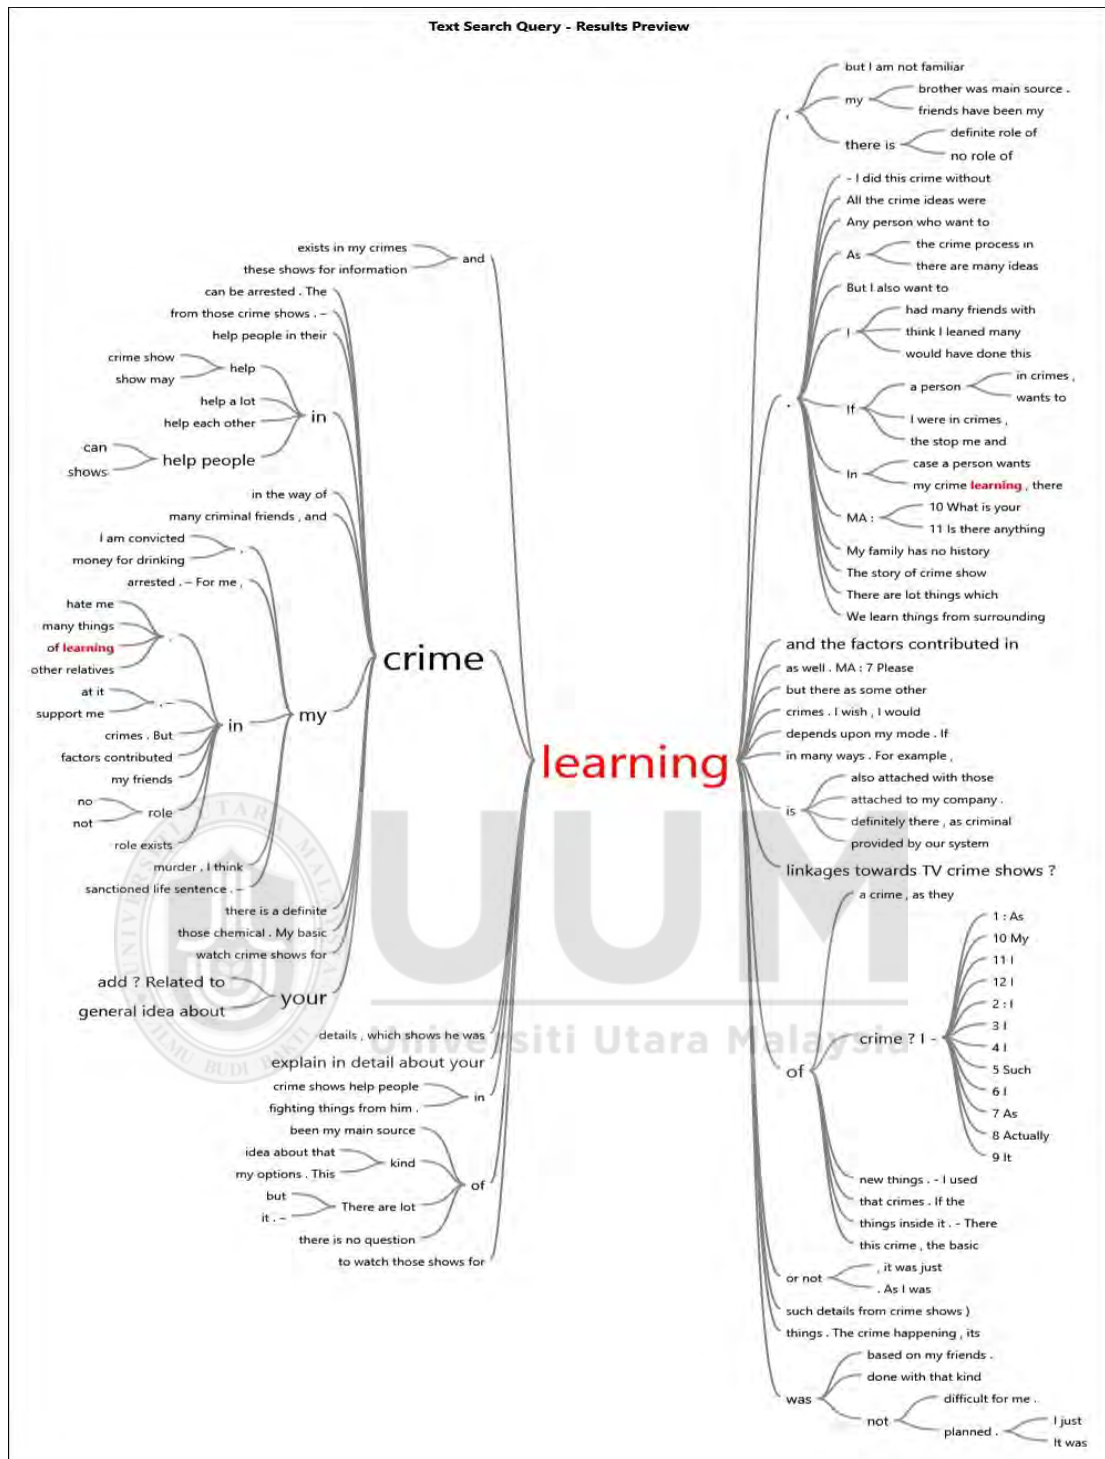 Text Search Query - Results Preview
exists in my crimes
these shows for information
and
can be arrested . The
from those crime shows . –
help people in their
crime show
show may
help
help a lot
help each other
in
can
shows
help people
in the way of
many criminal friends , and
I am convicted
money for drinking
,
arrested . – For me ,
hate me
many things
of learning
other relatives
.
at it
support me
. –
crimes . But
factors contributed
my friends
no
not
role
role exists
in
my
murder , I think
sanctioned life sentence . –
there is a definite
those chemical . My basic
watch crime shows for
add ? Related to
general idea about
your
crime
details , which shows he was
explain in detail about your
crime shows help people
fighting things from him .
in
been my main source
idea about that
my options . This
kind
but
it . –
There are lot
there is no question
of
to watch those shows for
learning
,
but I am not familiar
my
brother was main source .
friends have been my
there is
definite role of
no role of
.
- I did this crime without
All the crime ideas were
Any person who want to
As
the crime process in
there are many ideas
But I also want to
I
had many friends with
think I leaned many
would have done this
If
a person
in crimes ,
wants to
I were in crimes ,
the stop me and
In
case a person wants
my crime learning , there
MA :
10 What is your
11 Is there anything
My family has no history
The story of crime show
There are lot things which
We learn things from surrounding
and the factors contributed in
as well . MA : 7 Please
but there as some other
crimes . I wish , I would
depends upon my mode . If
in many ways . For example ,
is
also attached with those
attached to my company .
definitely there , as criminal
provided by our system
linkages towards TV crime shows ?
of
a crime , as they
crime ? I -
1 : As
10 My
11 I
12 I
2 : I
3 I
4 I
5 Such
6 I
7 As
8 Actually
9 It
new things . - I used
that crimes . If the
things inside it . - There
this crime , the basic
or not
, it was just
. As I was
such details from crime shows )
things . The crime happening , its
was
based on my friends .
done with that kind
not
difficult for me .
planned .
I just
It was
UUM
Universiti Utara Malaysia
UNIVERSITI UTARA MALAYSIA
ILMU BUDI BAKTI